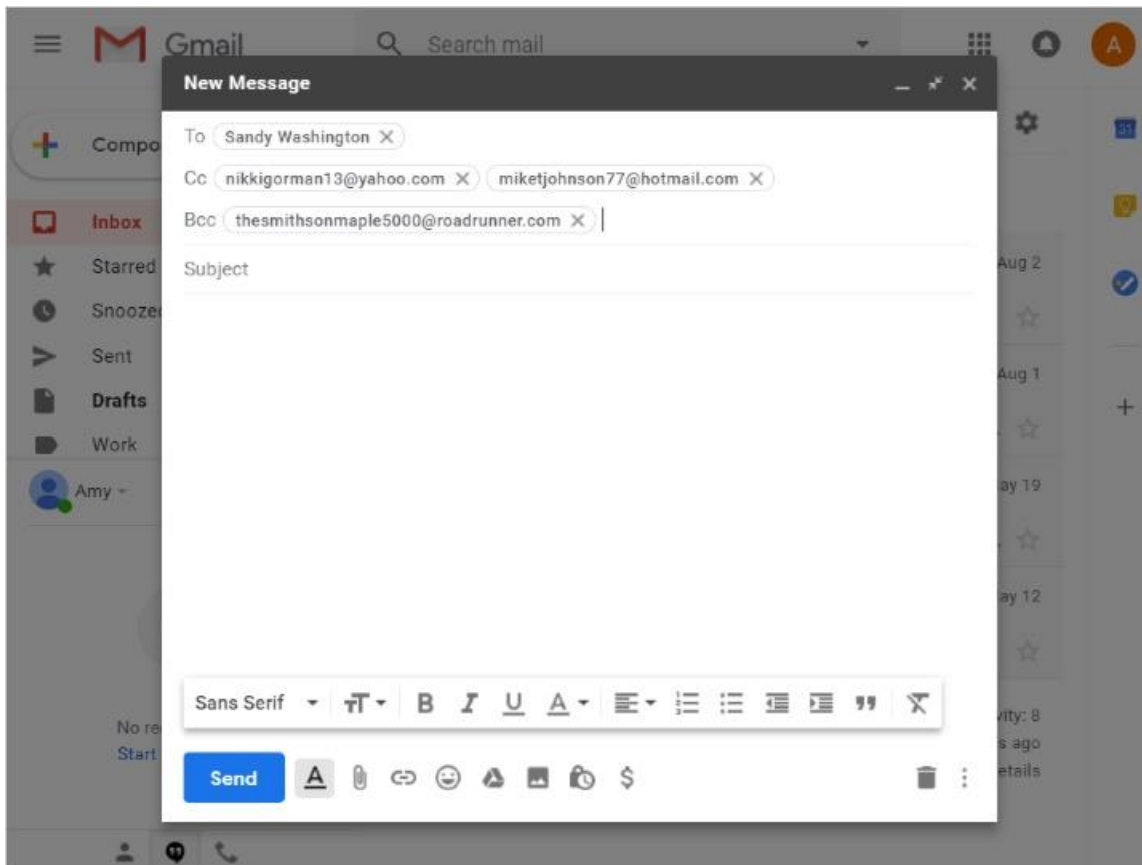 Gmail
Search mail
A
New Message
Compo
To Sandy Washington
31
Cc nikkigorman13@yahoo.com miketjohnson77@hotmail.com
Inbox
Bcc thesmithsonmaple5000@roadrunner.com
Starred
Subject
Aug 2
Snoozed
Sent
Aug 1
Drafts
Work
Amy
ay 19
ay 12
Sans Serif
No re
Start
vity: 8
s ago
Send
$
etails